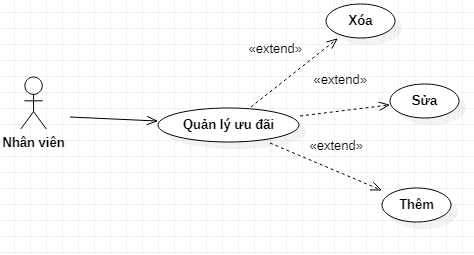 Xóa
«extend»
«extend»
Sửa
Quản lý ưu đãi
Nhân viên
«extend»
Thêm